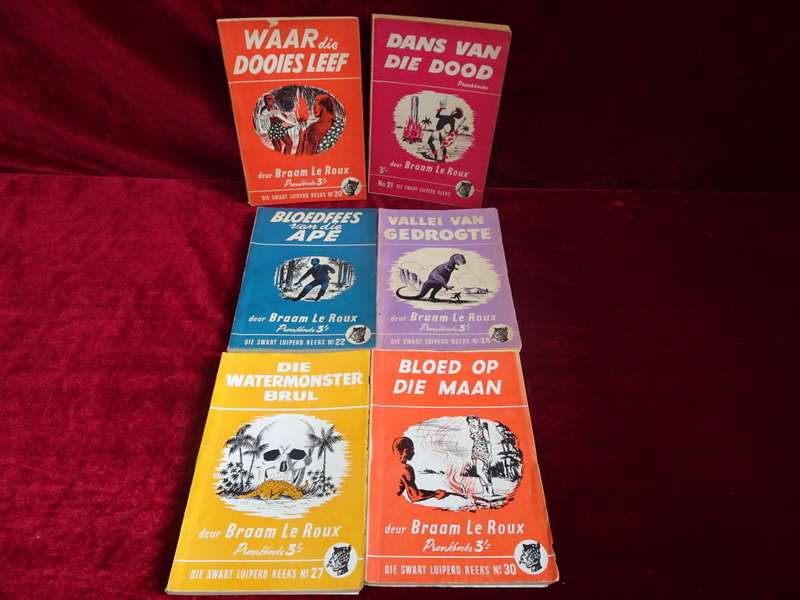 WAAR die
DOOIES LEEF
deur Braam Le Roux
Pronkboeke 3/-
DIE SWART LUIPERD REEKS No 20
DANS VAN
DIE DOOD
Pronkboeke
3/-
deur Braam Le Roux
No 21 DIE SWART LUIPERD REEKS
BLOEDFEES
van die
APE
deur Braam Le Roux
Pronkboeke 3/-
DIE SWART LUIPERD REEKS No 22
VALLEI VAN
GEDROGTE
deur Braam Le Roux
Pronkboeke 3/-
DIE SWART LUIPERD REEKS No 24
DIE
WATERMONSTER
BRUL
deur Braam Le Roux
Pronkboeke 3/-
DIE SWART LUIPERD REEKS No 27
BLOED OP
DIE MAAN
deur Braam Le Roux
Pronkboeke 3/-
DIE SWART LUIPERD REEKS No 30